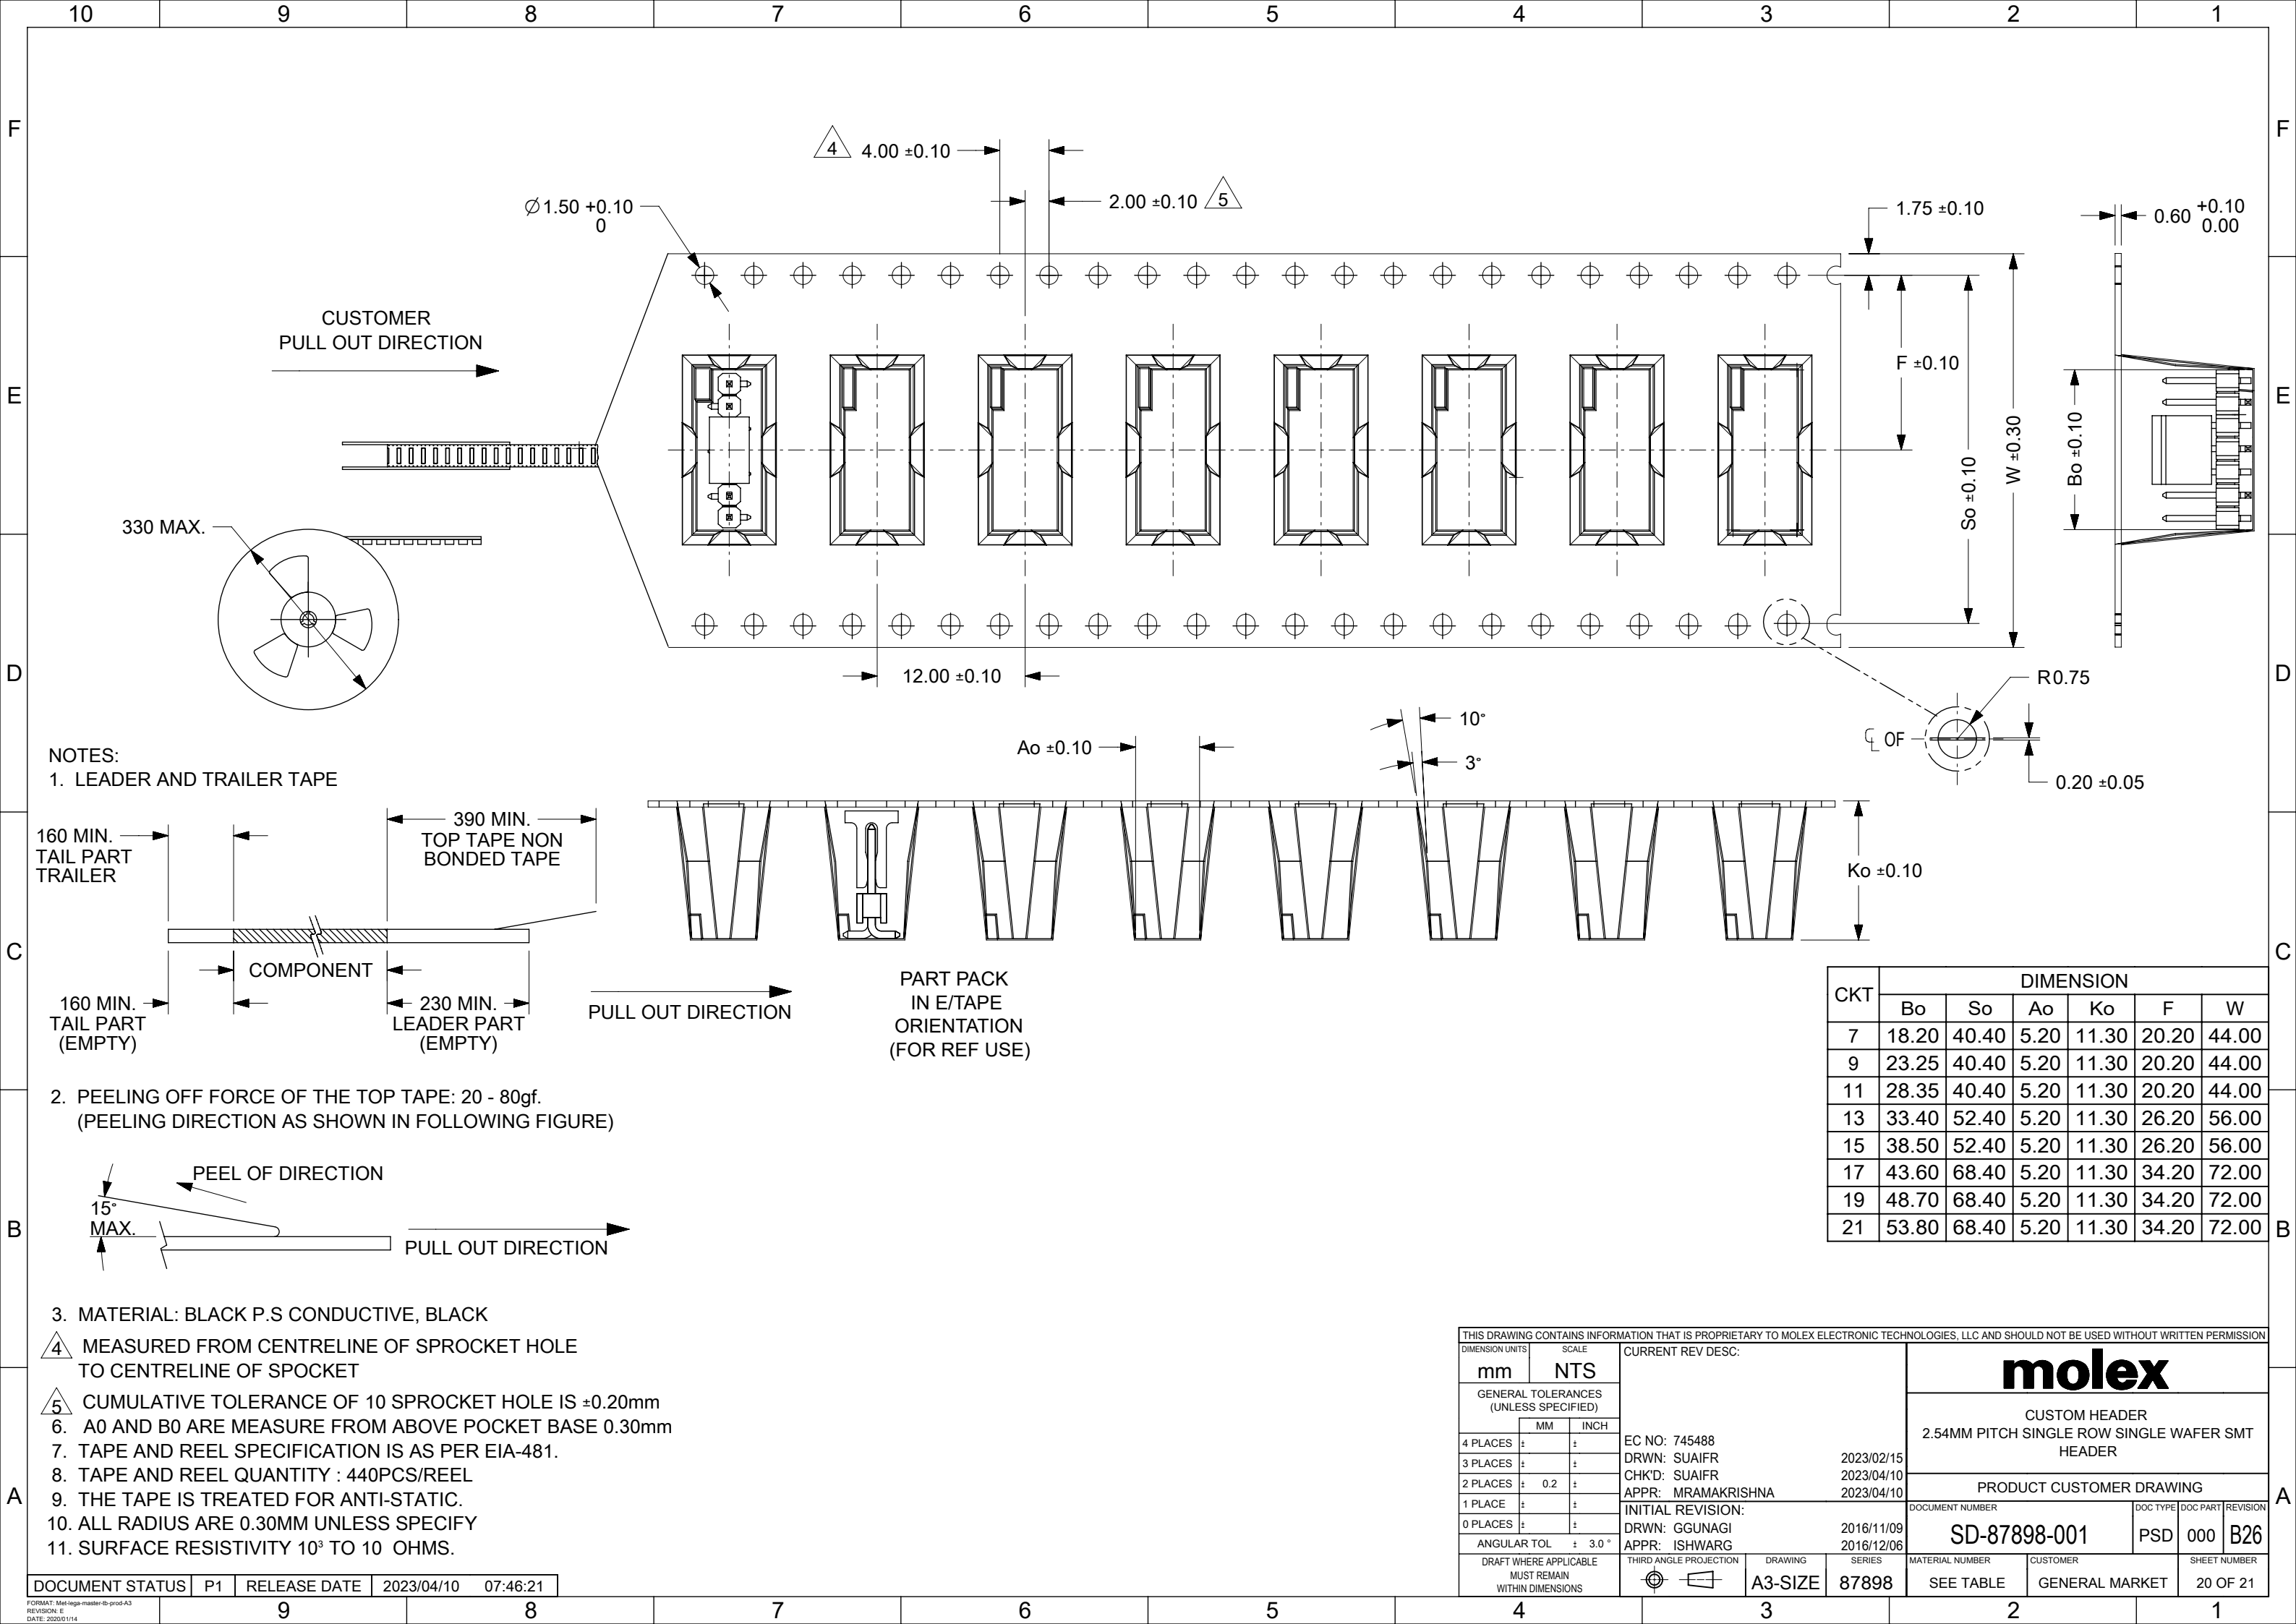 10 9 8 7 6 5 4 3 2 1
F
E
D
C
B
A
F
E
D
C
B
A
4 4.00 ±0.10
2.00 ±0.10 5
Ø1.50 +0.10
0
1.75 ±0.10
0.60 +0.10
0.00
CUSTOMER
PULL OUT DIRECTION
F ±0.10
So ±0.10
W ±0.30
Bo ±0.10
330 MAX.
12.00 ±0.10
R0.75
℄ OF
0.20 ±0.05
Ao ±0.10
10°
3°
Ko ±0.10
NOTES:
1. LEADER AND TRAILER TAPE
160 MIN.
TAIL PART
TRAILER
390 MIN.
TOP TAPE NON
BONDED TAPE
COMPONENT
160 MIN.
TAIL PART
(EMPTY)
230 MIN.
LEADER PART
(EMPTY)
PULL OUT DIRECTION
PART PACK
IN E/TAPE
ORIENTATION
(FOR REF USE)
CKT DIMENSION
Bo So Ao Ko F W
7 18.20 40.40 5.20 11.30 20.20 44.00
9 23.25 40.40 5.20 11.30 20.20 44.00
11 28.35 40.40 5.20 11.30 20.20 44.00
13 33.40 52.40 5.20 11.30 26.20 56.00
15 38.50 52.40 5.20 11.30 26.20 56.00
17 43.60 68.40 5.20 11.30 34.20 72.00
19 48.70 68.40 5.20 11.30 34.20 72.00
21 53.80 68.40 5.20 11.30 34.20 72.00
2. PEELING OFF FORCE OF THE TOP TAPE: 20 - 80gf.
(PEELING DIRECTION AS SHOWN IN FOLLOWING FIGURE)
PEEL OF DIRECTION
15°
MAX.
PULL OUT DIRECTION
3. MATERIAL: BLACK P.S CONDUCTIVE, BLACK
4 MEASURED FROM CENTRELINE OF SPROCKET HOLE
TO CENTRELINE OF SPOCKET
5 CUMULATIVE TOLERANCE OF 10 SPROCKET HOLE IS ±0.20mm
6. A0 AND B0 ARE MEASURE FROM ABOVE POCKET BASE 0.30mm
7. TAPE AND REEL SPECIFICATION IS AS PER EIA-481.
8. TAPE AND REEL QUANTITY : 440PCS/REEL
9. THE TAPE IS TREATED FOR ANTI-STATIC.
10. ALL RADIUS ARE 0.30MM UNLESS SPECIFY
11. SURFACE RESISTIVITY 10³ TO 10 OHMS.
DOCUMENT STATUS P1 RELEASE DATE 2023/04/10 07:46:21
FORMAT: Met-lega-master-tb-prod-A3
REVISION: E
DATE: 2020/01/14
THIS DRAWING CONTAINS INFORMATION THAT IS PROPRIETARY TO MOLEX ELECTRONIC TECHNOLOGIES, LLC AND SHOULD NOT BE USED WITHOUT WRITTEN PERMISSION
DIMENSION UNITS SCALE
mm NTS
GENERAL TOLERANCES
(UNLESS SPECIFIED)
MM INCH
4 PLACES ± ±
3 PLACES ± ±
2 PLACES ± 0.2 ±
1 PLACE ± ±
0 PLACES ± ±
ANGULAR TOL ± 3.0 °
DRAFT WHERE APPLICABLE
MUST REMAIN
WITHIN DIMENSIONS
CURRENT REV DESC:
EC NO: 745488
DRWN: SUAIFR 2023/02/15
CHK'D: SUAIFR 2023/04/10
APPR: MRAMAKRISHNA 2023/04/10
INITIAL REVISION:
DRWN: GGUNAGI 2016/11/09
APPR: ISHWARG 2016/12/06
THIRD ANGLE PROJECTION
DRAWING
A3-SIZE
SERIES
87898
molex
CUSTOM HEADER
2.54MM PITCH SINGLE ROW SINGLE WAFER SMT
HEADER
PRODUCT CUSTOMER DRAWING
DOCUMENT NUMBER DOC TYPE DOC PART REVISION
SD-87898-001 PSD 000 B26
MATERIAL NUMBER CUSTOMER SHEET NUMBER
SEE TABLE GENERAL MARKET 20 OF 21
9 8 7 6 5 4 3 2 1